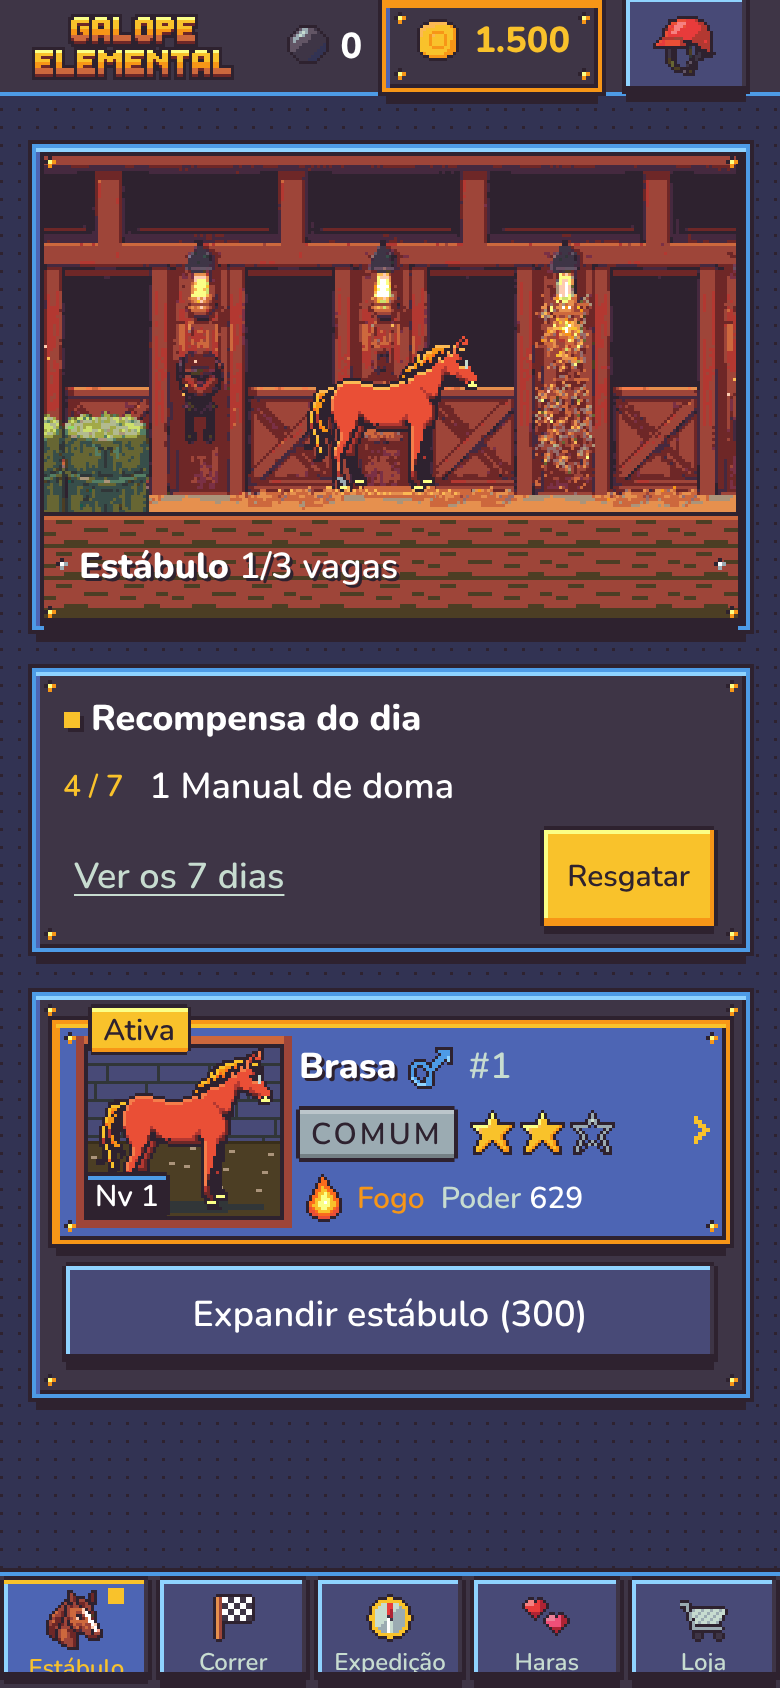 GALOPE
ELEMENTAL
0
1.500
Estábulo 1/3 vagas
Recompensa do dia
4 / 7 1 Manual de doma
Ver os 7 dias
Resgatar
Ativa
Brasa #1
COMUM
Nv 1
Fogo Poder 629
Expandir estábulo (300)
Estábulo
Correr
Expedição
Haras
Loja